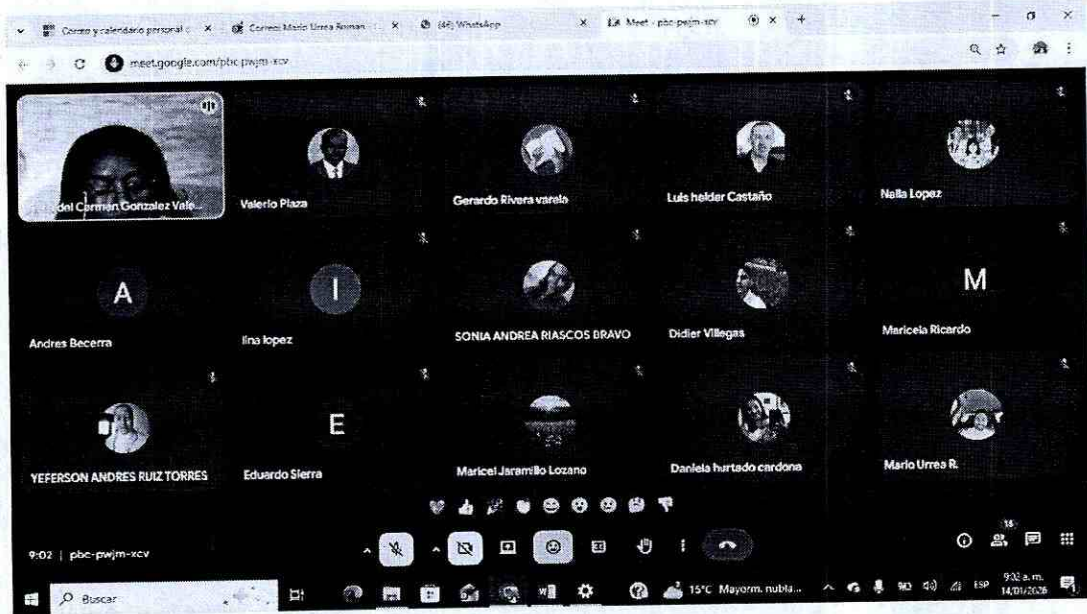 Correo y calendario personal
Correo: Mario Urrea Roman
(46) WhatsApp
Meet - pbc-pwjm-xcv
meet.google.com/pbc-pwjm-xcv
del Carmen Gonzalez Vale...
Valerio Plaza
Gerardo Rivera varela
Luis helder Castaño
Nalla Lopez
A
I
M
Andres Becerra
lina lopez
SONIA ANDREA RIASCOS BRAVO
Didier Villegas
Maricela Ricardo
E
YEFERSON ANDRES RUIZ TORRES
Eduardo Sierra
Maricel Jaramillo Lozano
Daniela hurtado cardona
Mario Urrea R.
9:02 | pbc-pwjm-xcv
Buscar
15°C Mayorm. nubla...
ESP
9:02 a. m.
14/01/2026